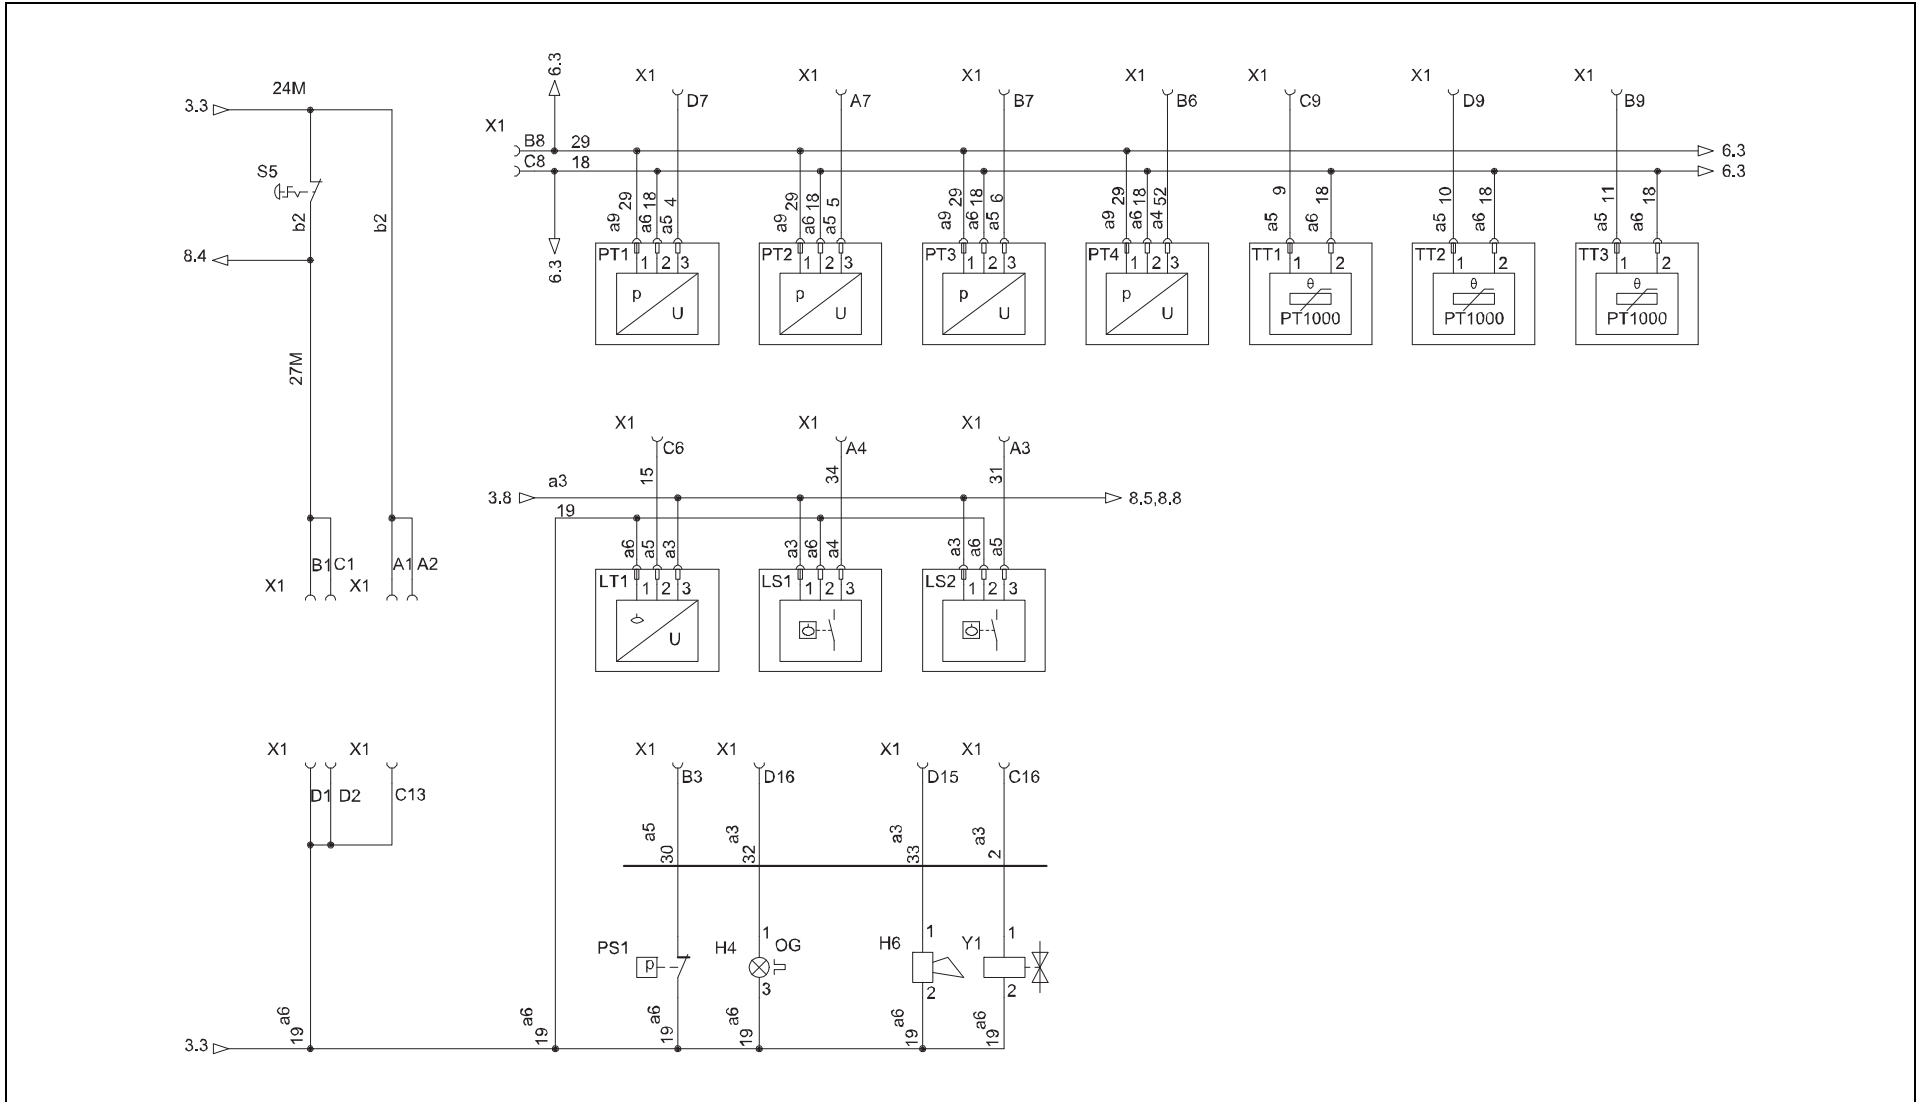 6.3
24M
3.3
X1 D7
X1 A7
X1 B7
X1 B6
X1 C9
X1 D9
X1 B9
X1
B8 29
C8 18
6.3
6.3
6.3
S5
b2
b2
8.4
27M
a9 29 a6 18 a5 4
PT1 1 2 3
p
U
a9 29 a6 18 a5 5
PT2 1 2 3
p
U
a9 29 a6 18 a5 6
PT3 1 2 3
p
U
a9 29 a6 18 a4 52
PT4 1 2 3
p
U
a5 9 a6 18
TT1 1 2
θ
PT1000
a5 10 a6 18
TT2 1 2
θ
PT1000
a5 11 a6 18
TT3 1 2
θ
PT1000
X1 C6
15
X1 A4
34
X1 A3
31
3.8 a3
8.5,8.8
19
a6 a5 a3
LT1 1 2 3
U
a3 a6 a4
LS1 1 2 3
a3 a6 a5
LS2 1 2 3
B1 C1
A1 A2
X1 X1
X1 X1
D1 D2 C13
X1 B3
X1 D16
X1 D15
X1 C16
a5 30
a3 32
a3 33
a3 2
PS1 p
H4 1 OG
3
H6 1
2
Y1 1
2
3.3
a6 19
a6 19
a6 19
a6 19
a6 19
a6 19